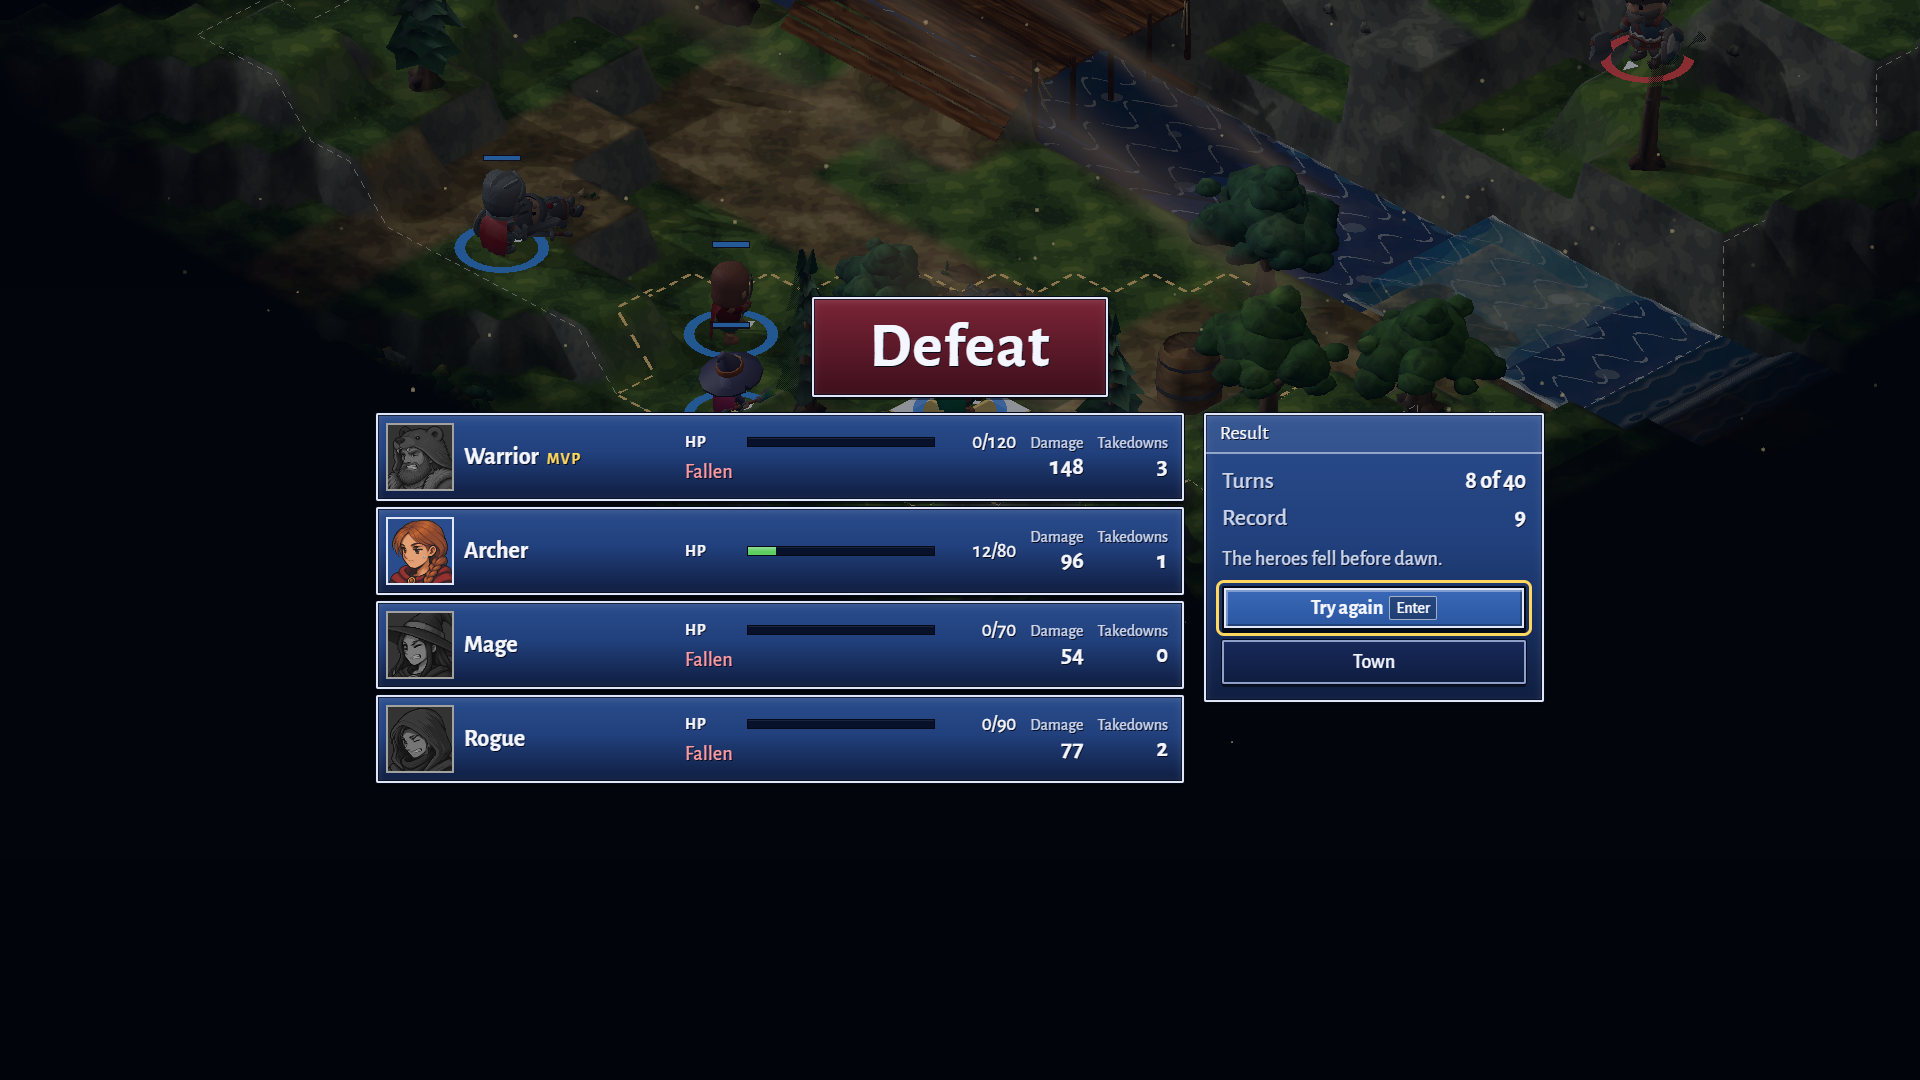 Defeat
Warrior MVP
HP 0/120
Fallen
Damage Takedowns
148 3
Archer
HP 12/80
Damage Takedowns
96 1
Mage
HP 0/70
Fallen
Damage Takedowns
54 0
Rogue
HP 0/90
Fallen
Damage Takedowns
77 2
Result
Turns 8 of 40
Record 9
The heroes fell before dawn.
Try again Enter
Town